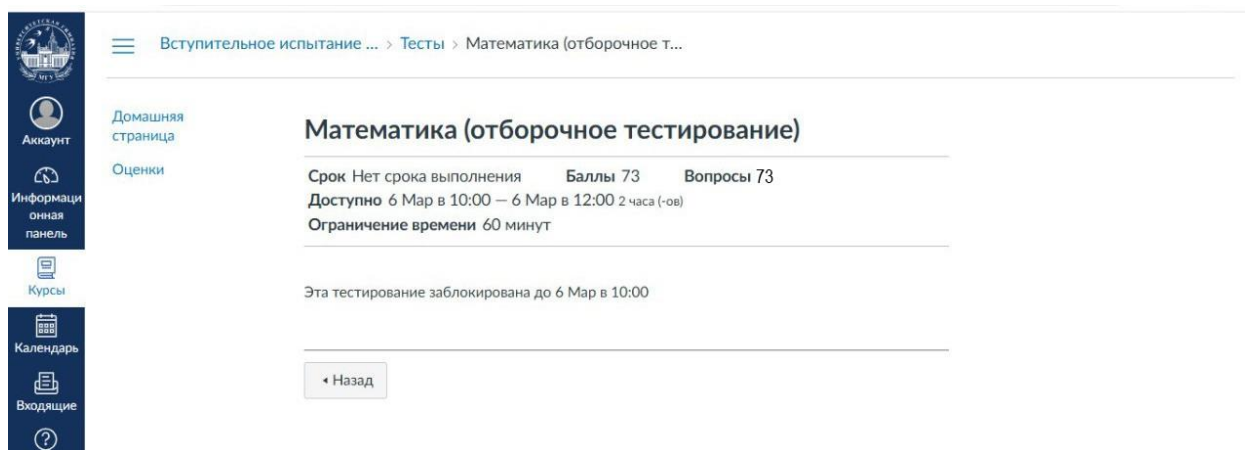 Вступительное испытание ... > Тесты > Математика (отборочное т...
Аккаунт
Информаци
онная
панель
Курсы
Календарь
Входящие
Домашняя
страница
Оценки
Математика (отборочное тестирование)
Срок Нет срока выполнения Баллы 73 Вопросы 73
Доступно 6 Мар в 10:00 — 6 Мар в 12:00 2 часа (-ов)
Ограничение времени 60 минут
Эта тестирование заблокирована до 6 Мар в 10:00
Назад